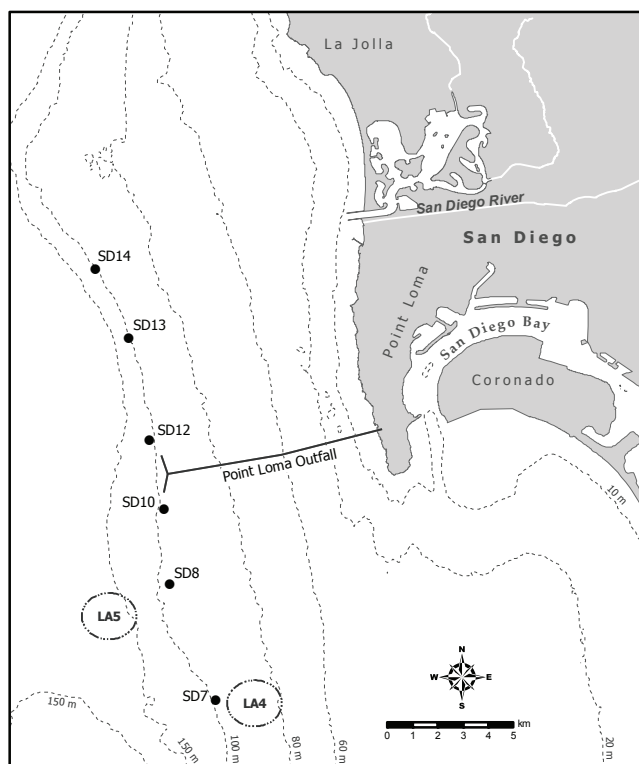 La Jolla
San Diego River
San Diego
SD14
Point Loma
SD13
San Diego Bay
Coronado
SD12
Point Loma Outfall
10 m
SD10
SD8
LA5
N
W E
S
SD7
LA4
150 m
150 m
100 m
80 m
60 m
20 m
km
0 1 2 3 4 5